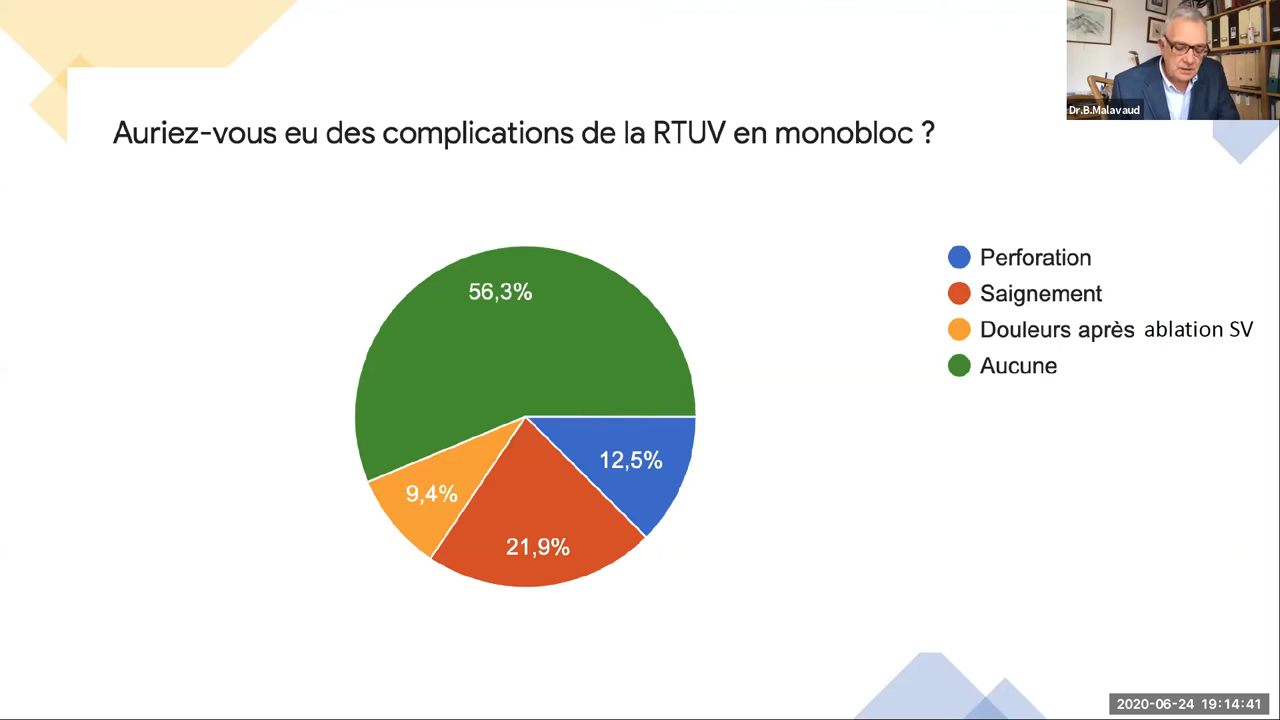 Dr.B.Malavaud
Auriez-vous eu des complications de la RTUV en monobloc ?
56,3%
12,5%
9,4%
21,9%
Perforation
Saignement
Douleurs après ablation SV
Aucune
2020-06-24 19:14:41